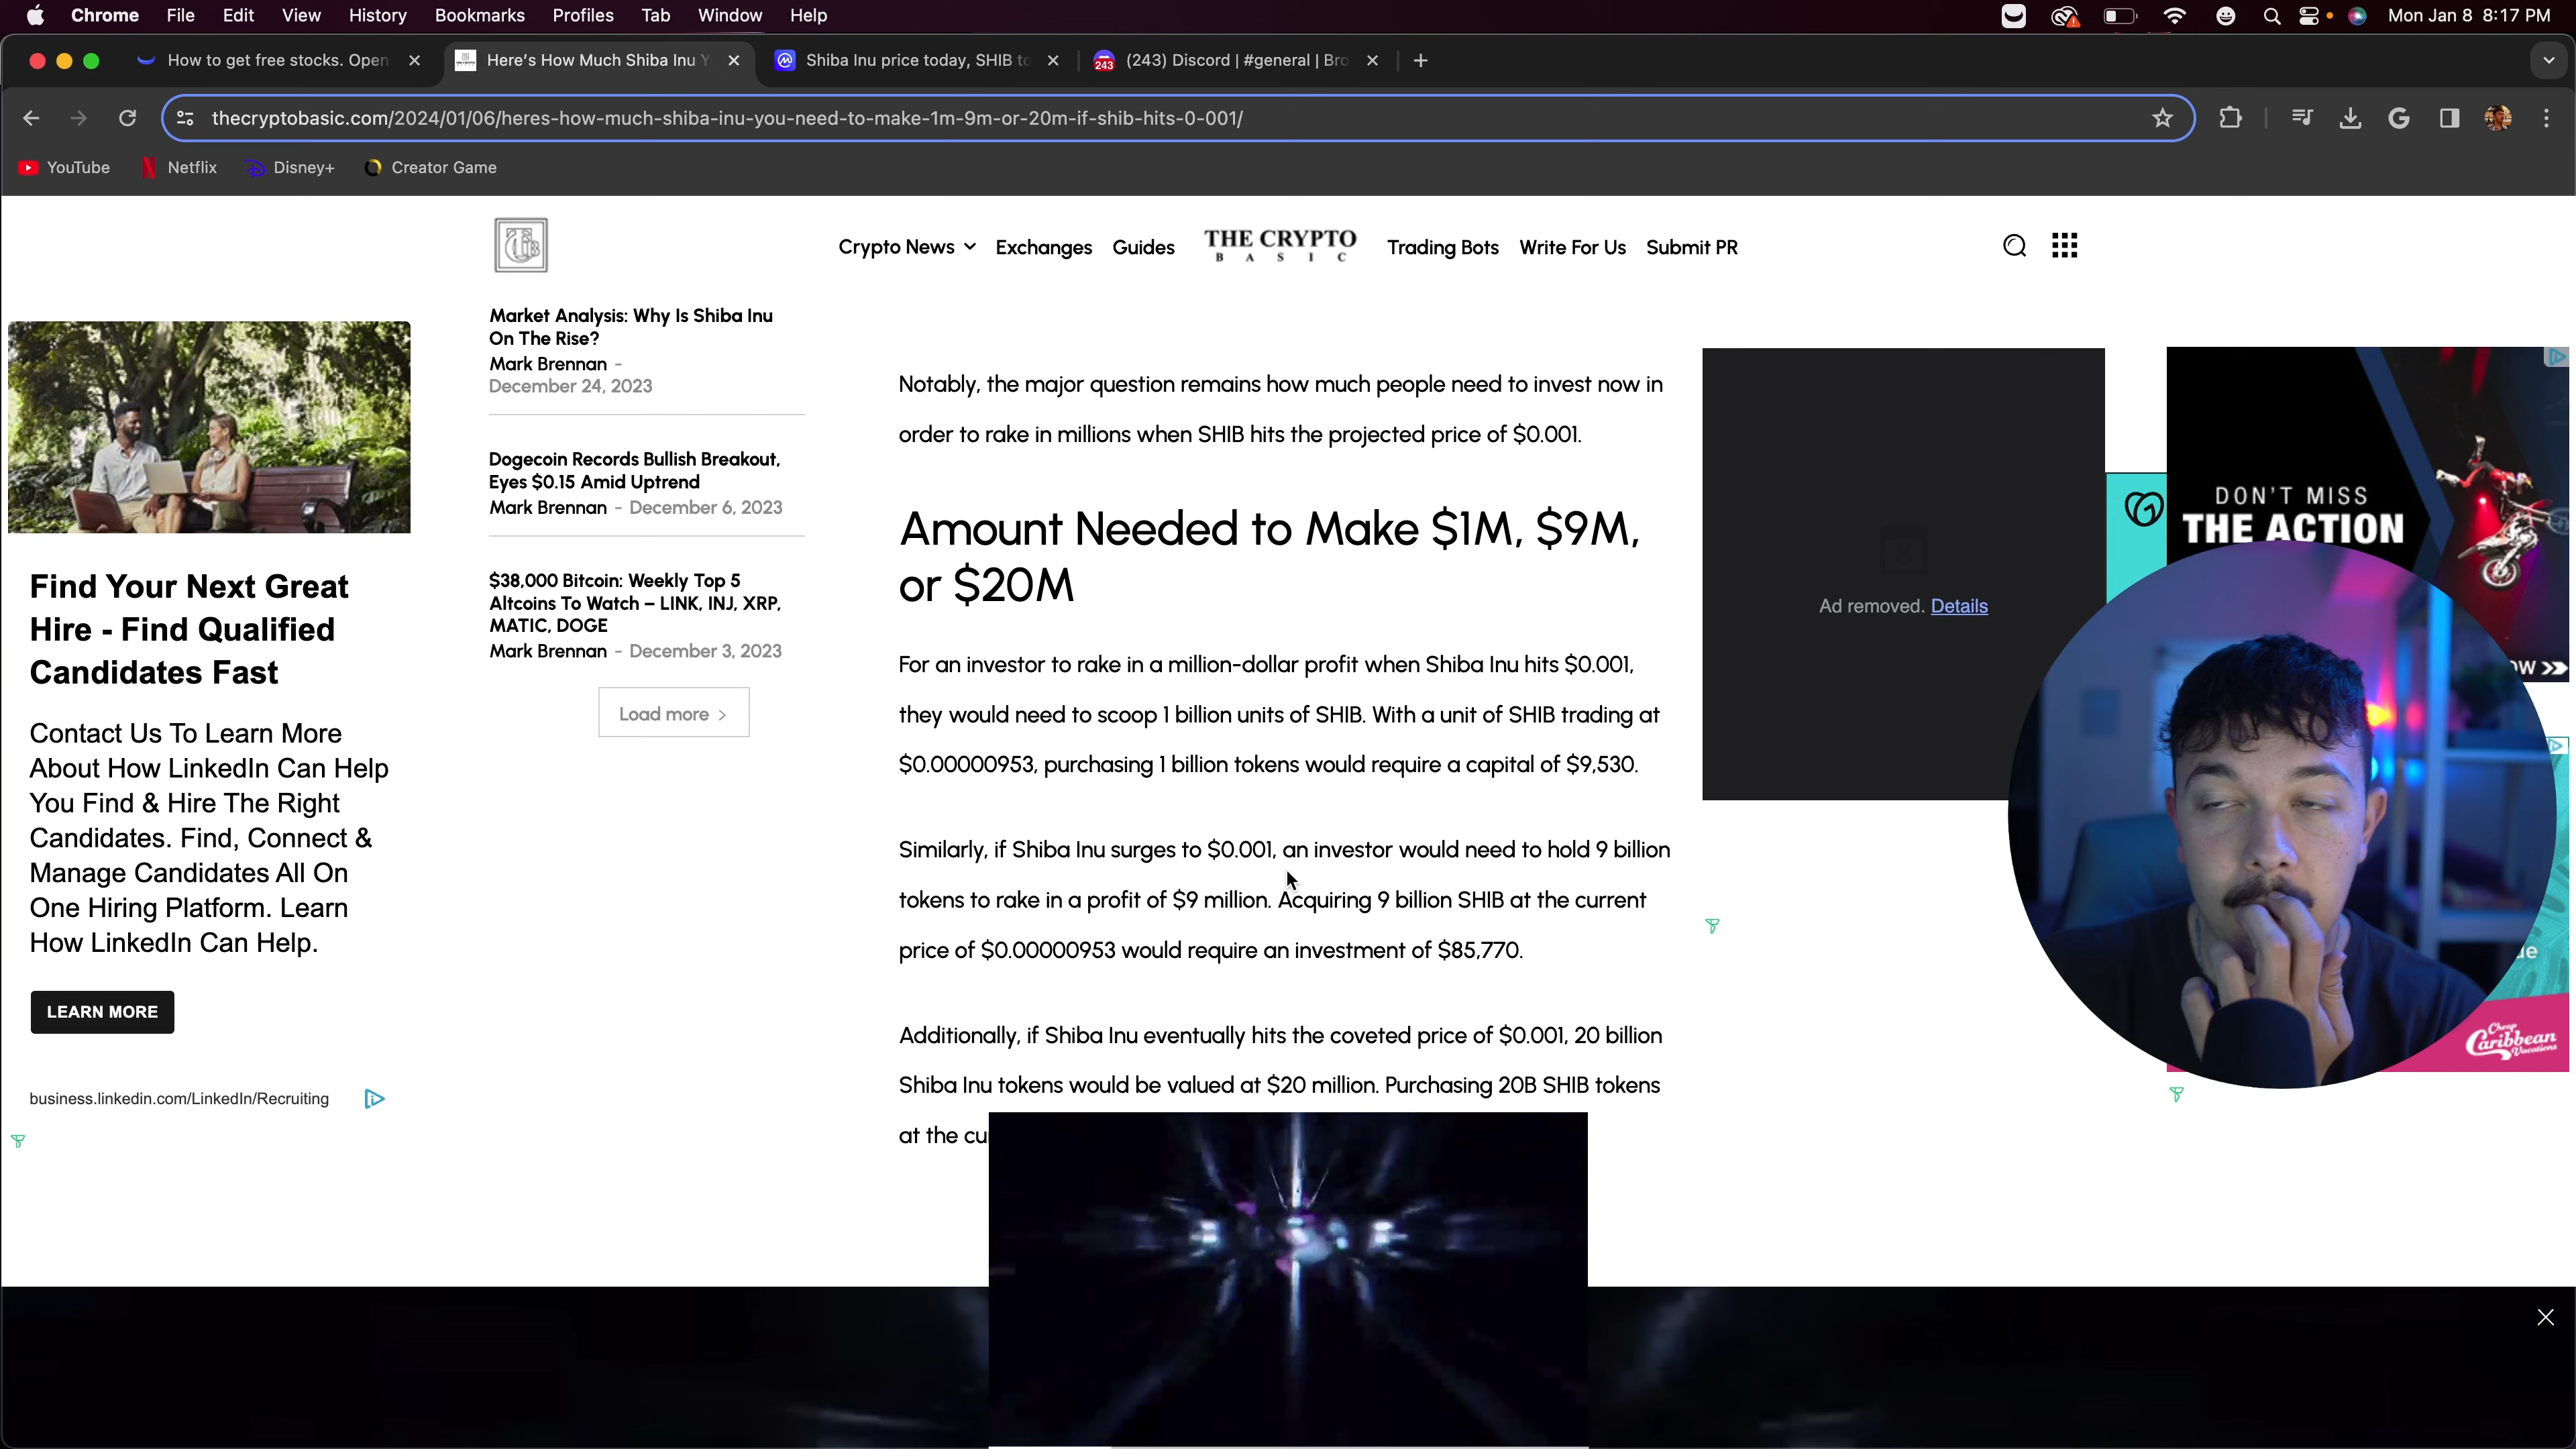 Chrome File Edit View History Bookmarks Profiles Tab Window Help
Mon Jan 8 8:17 PM
How to get free stocks. Open
Here's How Much Shiba Inu Y
Shiba Inu price today, SHIB to
(243) Discord | #general | Bro
243
thecryptobasic.com/2024/01/06/heres-how-much-shiba-inu-you-need-to-make-1m-9m-or-20m-if-shib-hits-0-001/
YouTube Netflix Disney+ Creator Game
Crypto News Exchanges Guides
THE CRYPTO
BASIC
Trading Bots Write For Us Submit PR
Find Your Next Great
Hire - Find Qualified
Candidates Fast
Contact Us To Learn More
About How LinkedIn Can Help
You Find & Hire The Right
Candidates. Find, Connect &
Manage Candidates All On
One Hiring Platform. Learn
How LinkedIn Can Help.
LEARN MORE
business.linkedin.com/LinkedIn/Recruiting
Market Analysis: Why Is Shiba Inu
On The Rise?
Mark Brennan -
December 24, 2023
Dogecoin Records Bullish Breakout,
Eyes $0.15 Amid Uptrend
Mark Brennan - December 6, 2023
$38,000 Bitcoin: Weekly Top 5
Altcoins To Watch – LINK, INJ, XRP,
MATIC, DOGE
Mark Brennan - December 3, 2023
Load more
Notably, the major question remains how much people need to invest now in
order to rake in millions when SHIB hits the projected price of $0.001.
Amount Needed to Make $1M, $9M,
or $20M
For an investor to rake in a million-dollar profit when Shiba Inu hits $0.001,
they would need to scoop 1 billion units of SHIB. With a unit of SHIB trading at
$0.00000953, purchasing 1 billion tokens would require a capital of $9,530.
Similarly, if Shiba Inu surges to $0.001, an investor would need to hold 9 billion
tokens to rake in a profit of $9 million. Acquiring 9 billion SHIB at the current
price of $0.00000953 would require an investment of $85,770.
Additionally, if Shiba Inu eventually hits the coveted price of $0.001, 20 billion
Shiba Inu tokens would be valued at $20 million. Purchasing 20B SHIB tokens
at the cu
Ad removed. Details
DON'T MISS
THE ACTION
OW
de
Cheap
Caribbean
Vacations